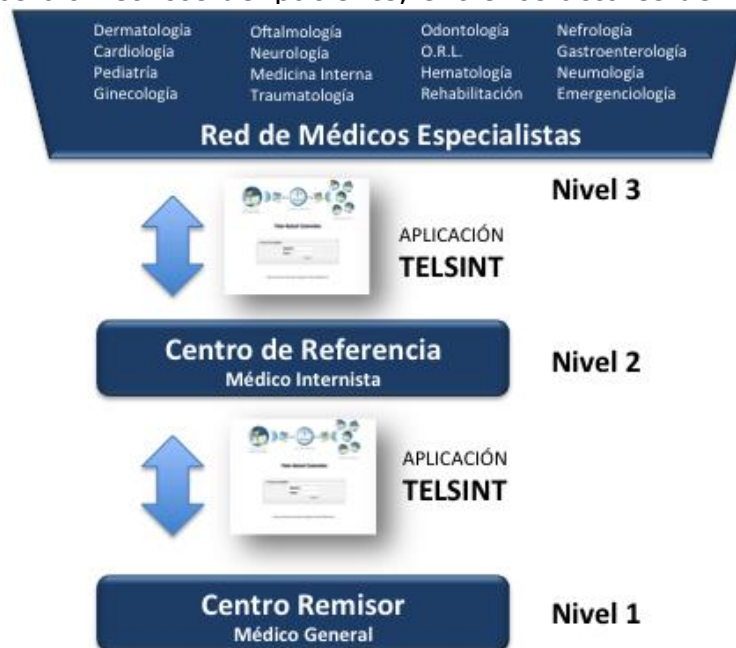 Dermatología
Cardiología
Pediatría
Ginecología
Oftalmología
Neurología
Medicina Interna
Traumatología
Odontología
O.R.L.
Hematología
Rehabilitación
Nefrología
Gastroenterología
Neumología
Emergenciología
Red de Médicos Especialistas
Nivel 3
APLICACIÓN
TELSINT
Centro de Referencia
Médico Internista
Nivel 2
APLICACIÓN
TELSINT
Centro Remisor
Médico General
Nivel 1